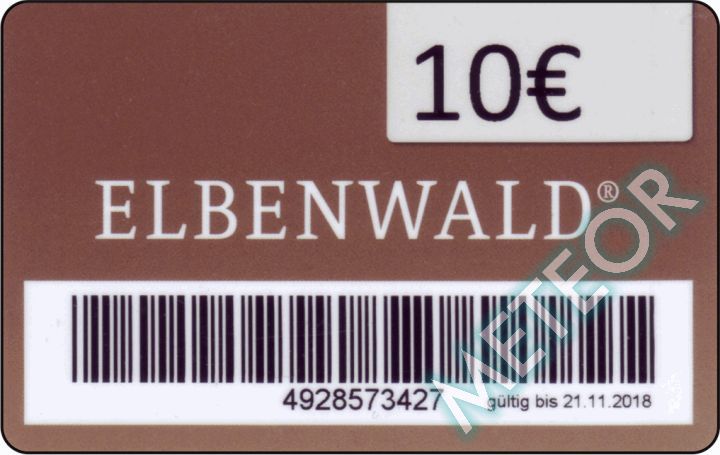 10€
ELBENWALD®
4928573427 gültig bis 21.11.2018
METEOR